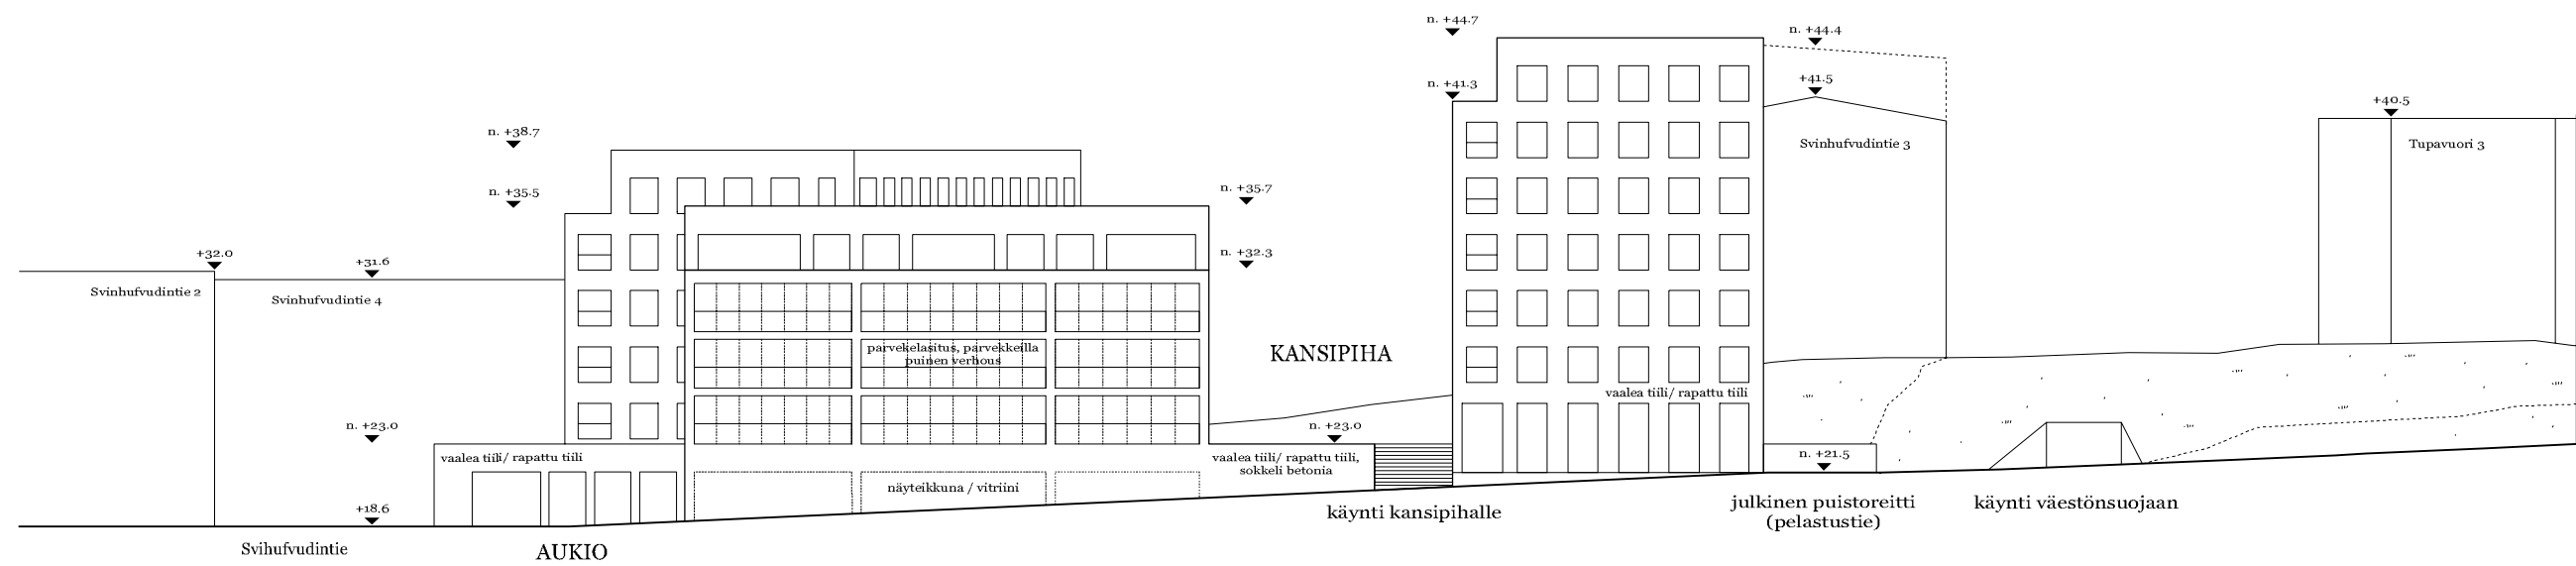 n. +44.7
n. +44.4
n. +41.3
+41.5
+40.5
n. +38.7
Svinhufvudintie 3
Tupavuori 3
n. +35.5
n. +35.7
+32.0
+31.6
n. +32.3
Svinhufvudintie 2
Svinhufvudintie 4
parvekelasitus, parvekkeilla
puinen verhous
KANSIPIHA
vaalea tiili/ rapattu tiili
n. +23.0
n. +23.0
vaalea tiili/ rapattu tiili
vaalea tiili/ rapattu tiili,
sokkeli betonia
n. +21.5
näyteikkuna / vitriini
+18.6
käynti kansipihalle
julkinen puistoreitti
(pelastustie)
käynti väestönsuojaan
Svihufvudintie
AUKIO